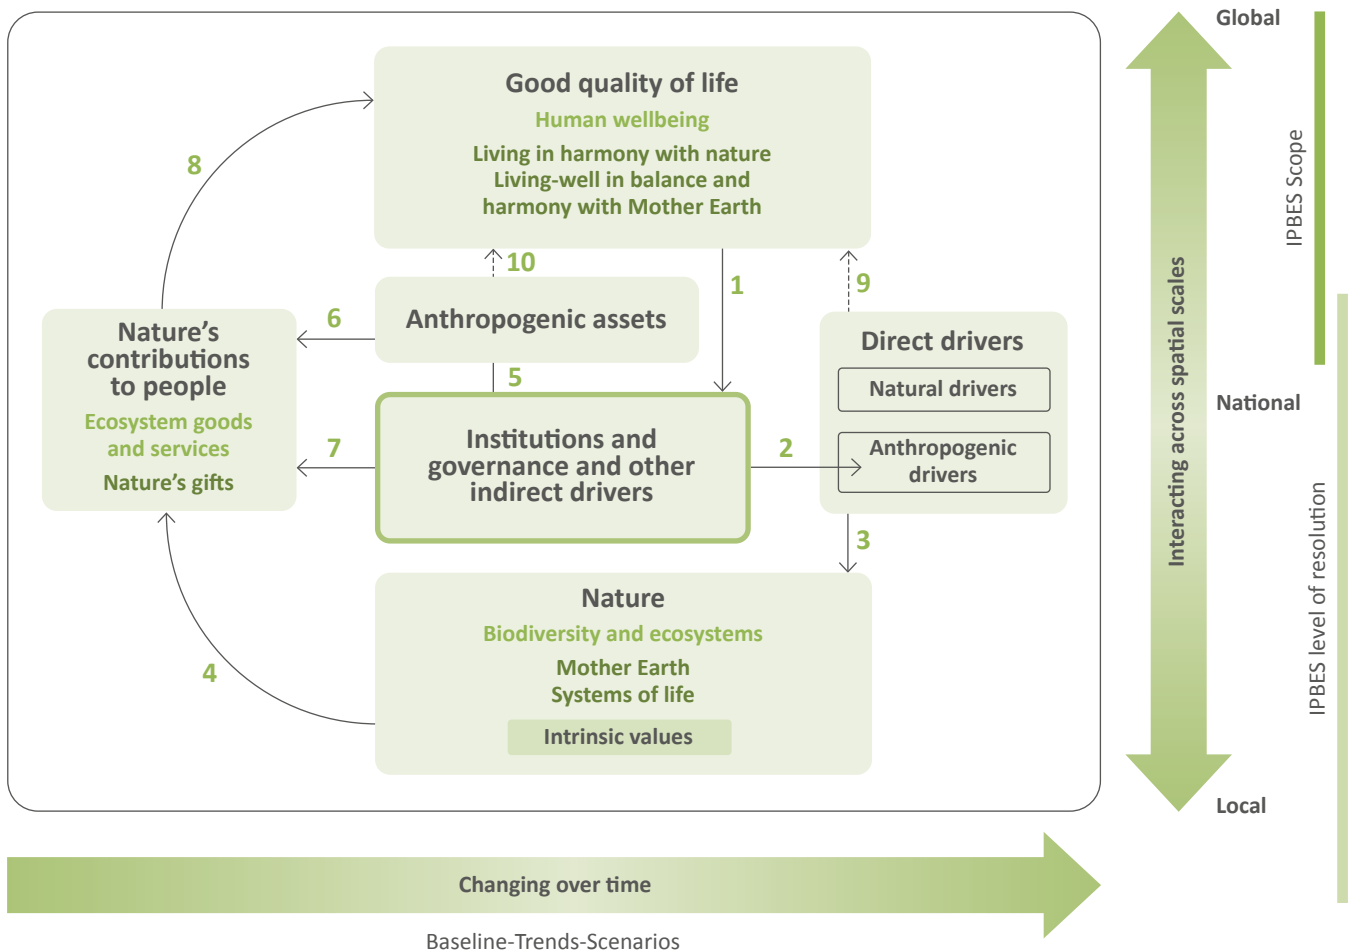 Global
Good quality of life
Human wellbeing
Living in harmony with nature
Living-well in balance and
harmony with Mother Earth
8
10
1
9
6
Anthropogenic assets
5
Nature's
contributions
to people
Ecosystem goods
and services
Nature's gifts
7
Institutions and
governance and other
indirect drivers
2
Direct drivers
Natural drivers
Anthropogenic
drivers
3
4
Nature
Biodiversity and ecosystems
Mother Earth
Systems of life
Intrinsic values
Interacting across spatial scales
National
Local
IPBES Scope
IPBES level of resolution
Changing over time
Baseline-Trends-Scenarios